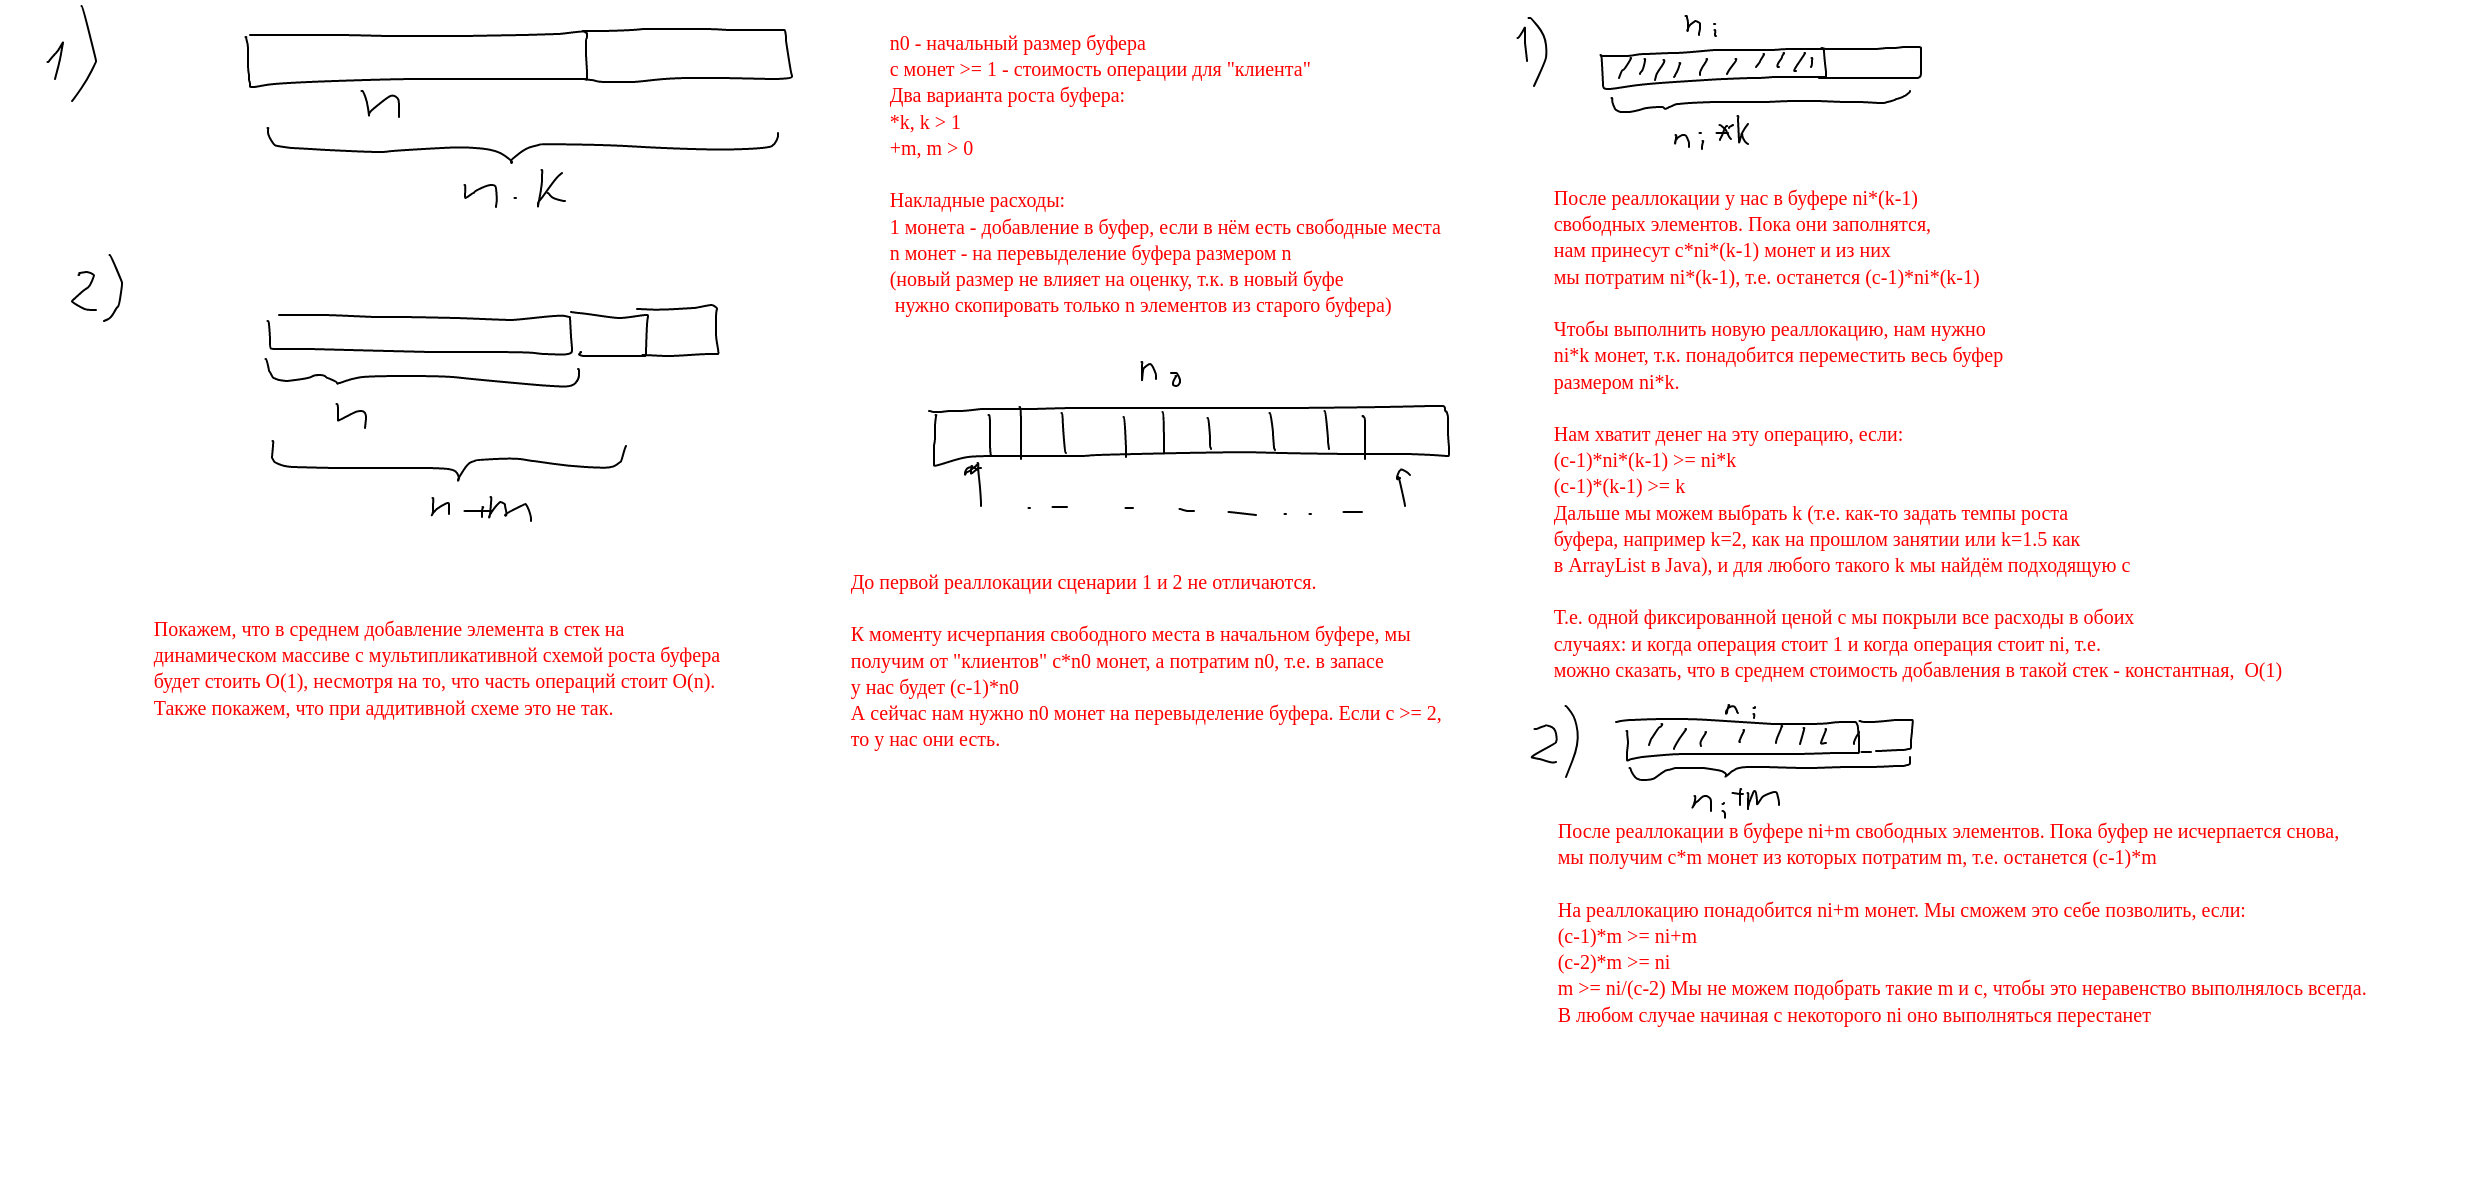 1)
n
n · k
2)
n
n+m
Покажем, что в среднем добавление элемента в стек на
динамическом массиве с мультипликативной схемой роста буфера
будет стоить O(1), несмотря на то, что часть операций стоит O(n).
Также покажем, что при аддитивной схеме это не так.
n0 - начальный размер буфера
c монет >= 1 - стоимость операции для "клиента"
Два варианта роста буфера:
*k, k > 1
+m, m > 0
Накладные расходы:
1 монета - добавление в буфер, если в нём есть свободные места
n монет - на перевыделение буфера размером n
(новый размер не влияет на оценку, т.к. в новый буфе
нужно скопировать только n элементов из старого буфера)
n0
До первой реаллокации сценарии 1 и 2 не отличаются.
К моменту исчерпания свободного места в начальном буфере, мы
получим от "клиентов" c*n0 монет, а потратим n0, т.е. в запасе
у нас будет (c-1)*n0
А сейчас нам нужно n0 монет на перевыделение буфера. Если c >= 2,
то у нас они есть.
1)
ni
ni*k
После реаллокации у нас в буфере ni*(k-1)
свободных элементов. Пока они заполнятся,
нам принесут c*ni*(k-1) монет и из них
мы потратим ni*(k-1), т.е. останется (c-1)*ni*(k-1)
Чтобы выполнить новую реаллокацию, нам нужно
ni*k монет, т.к. понадобится переместить весь буфер
размером ni*k.
Нам хватит денег на эту операцию, если:
(c-1)*ni*(k-1) >= ni*k
(c-1)*(k-1) >= k
Дальше мы можем выбрать k (т.е. как-то задать темпы роста
буфера, например k=2, как на прошлом занятии или k=1.5 как
в ArrayList в Java), и для любого такого k мы найдём подходящую c
Т.е. одной фиксированной ценой c мы покрыли все расходы в обоих
случаях: и когда операция стоит 1 и когда операция стоит ni, т.е.
можно сказать, что в среднем стоимость добавления в такой стек - константная,  O(1)
2)
ni
ni+m
После реаллокации в буфере ni+m свободных элементов. Пока буфер не исчерпается снова,
мы получим c*m монет из которых потратим m, т.е. останется (c-1)*m
На реаллокацию понадобится ni+m монет. Мы сможем это себе позволить, если:
(c-1)*m >= ni+m
(c-2)*m >= ni
m >= ni/(c-2) Мы не можем подобрать такие m и c, чтобы это неравенство выполнялось всегда.
В любом случае начиная с некоторого ni оно выполняться перестанет